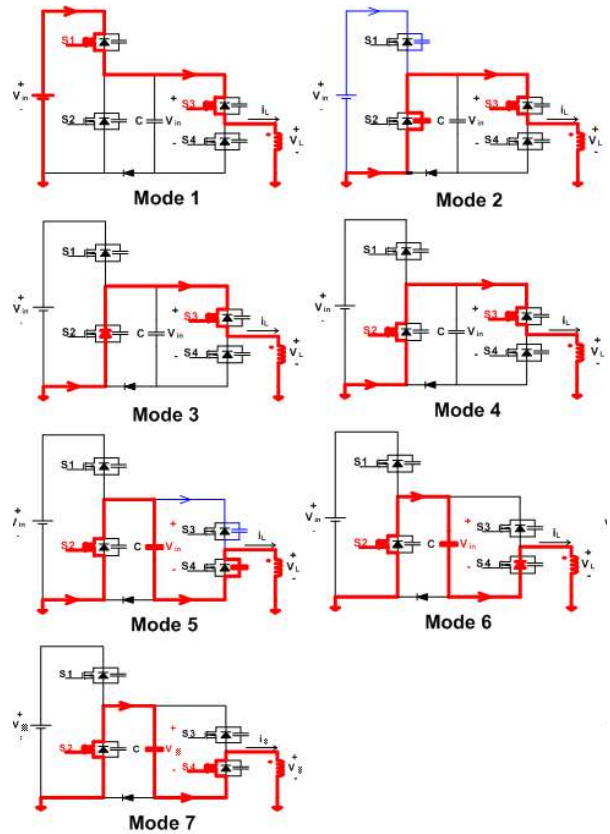 S1
+
Vin
-
S2
C
+
Vin
-
S3
S4
iL
+
VL
-
Mode 1
S1
+
Vin
-
S2
C
+
Vin
-
S3
S4
iL
+
VL
-
Mode 2
S1
+
Vin
-
S2
C
+
Vin
-
S3
S4
iL
+
VL
-
Mode 3
S1
+
Vin
-
S2
C
+
Vin
-
S3
S4
iL
+
VL
-
Mode 4
S1
+
Vin
-
S2
C
+
Vin
-
S3
S4
iL
+
VL
-
Mode 5
S1
+
Vin
-
S2
C
+
Vin
-
S3
S4
iL
+
VL
-
Mode 6
S1
+
V
S2
C
+
V
-
S3
S4
i
+
V
-
Mode 7